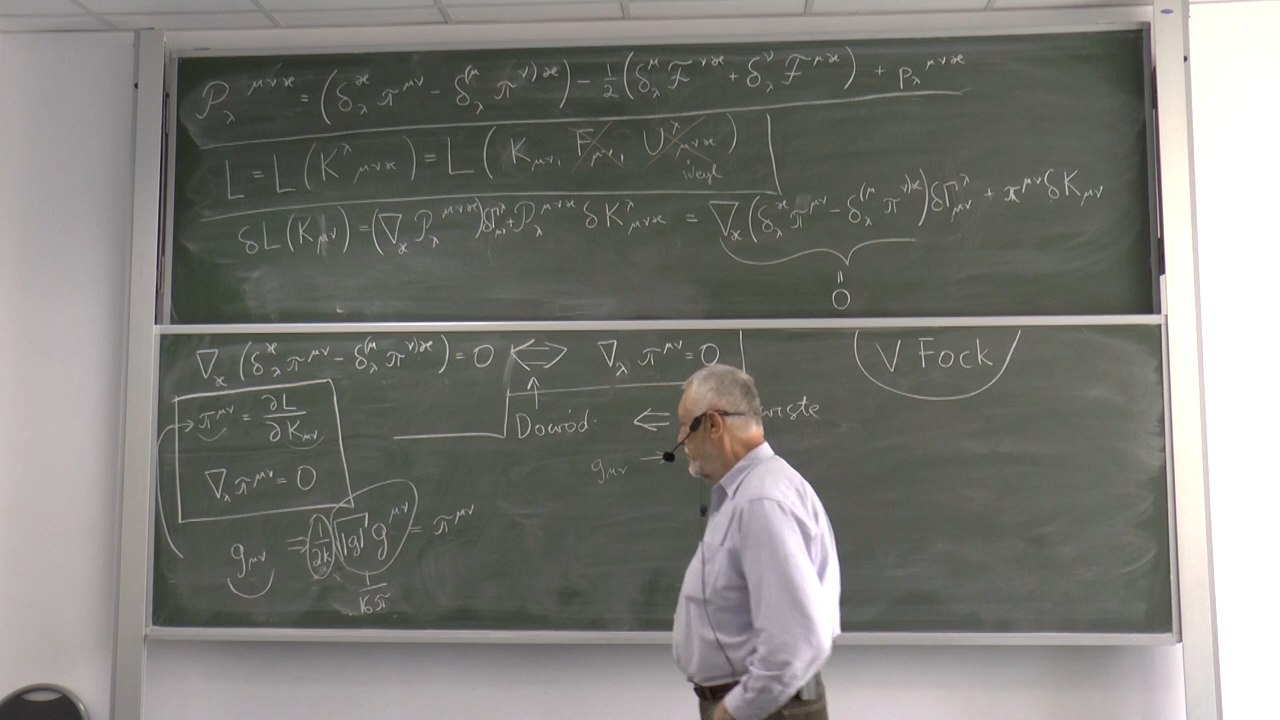 𝒫_λ^{μνϰ} = (δ_λ^ϰ π^{μν} - δ_λ^{(μ} π^{ν)ϰ}) - 1/2 (δ_λ^μ ℱ^{νϰ} + δ_λ^ν ℱ^{μϰ}) + p_λ^{μνϰ}
L = L(K^λ_{μνϰ}) = L(K_{μν}, F_{μν}, U^λ_{μνϰ})
Weyl
δL(K_{μν}) = (∇_ϰ 𝒫_λ^{μνϰ}) δΓ^λ_{μν} + 𝒫_λ^{μνϰ} δK^λ_{μνϰ} = ∇_ϰ (δ_λ^ϰ π^{μν} - δ_λ^{(μ} π^{ν)ϰ}) δΓ^λ_{μν} + π^{μν} δK_{μν}
=
0
∇_ϰ (δ_λ^ϰ π^{μν} - δ_λ^{(μ} π^{ν)ϰ}) = 0 ⇔ ∇_λ π^{μν} = 0
V Fock
π^{μν} = ∂L/∂K_{μν}
Dowód. ⇐
∇_λ π^{μν} = 0
g_{μν} →
g_{μν} ⇒ 1/2k √|g| g^{μν} = π^{μν}
1/16π